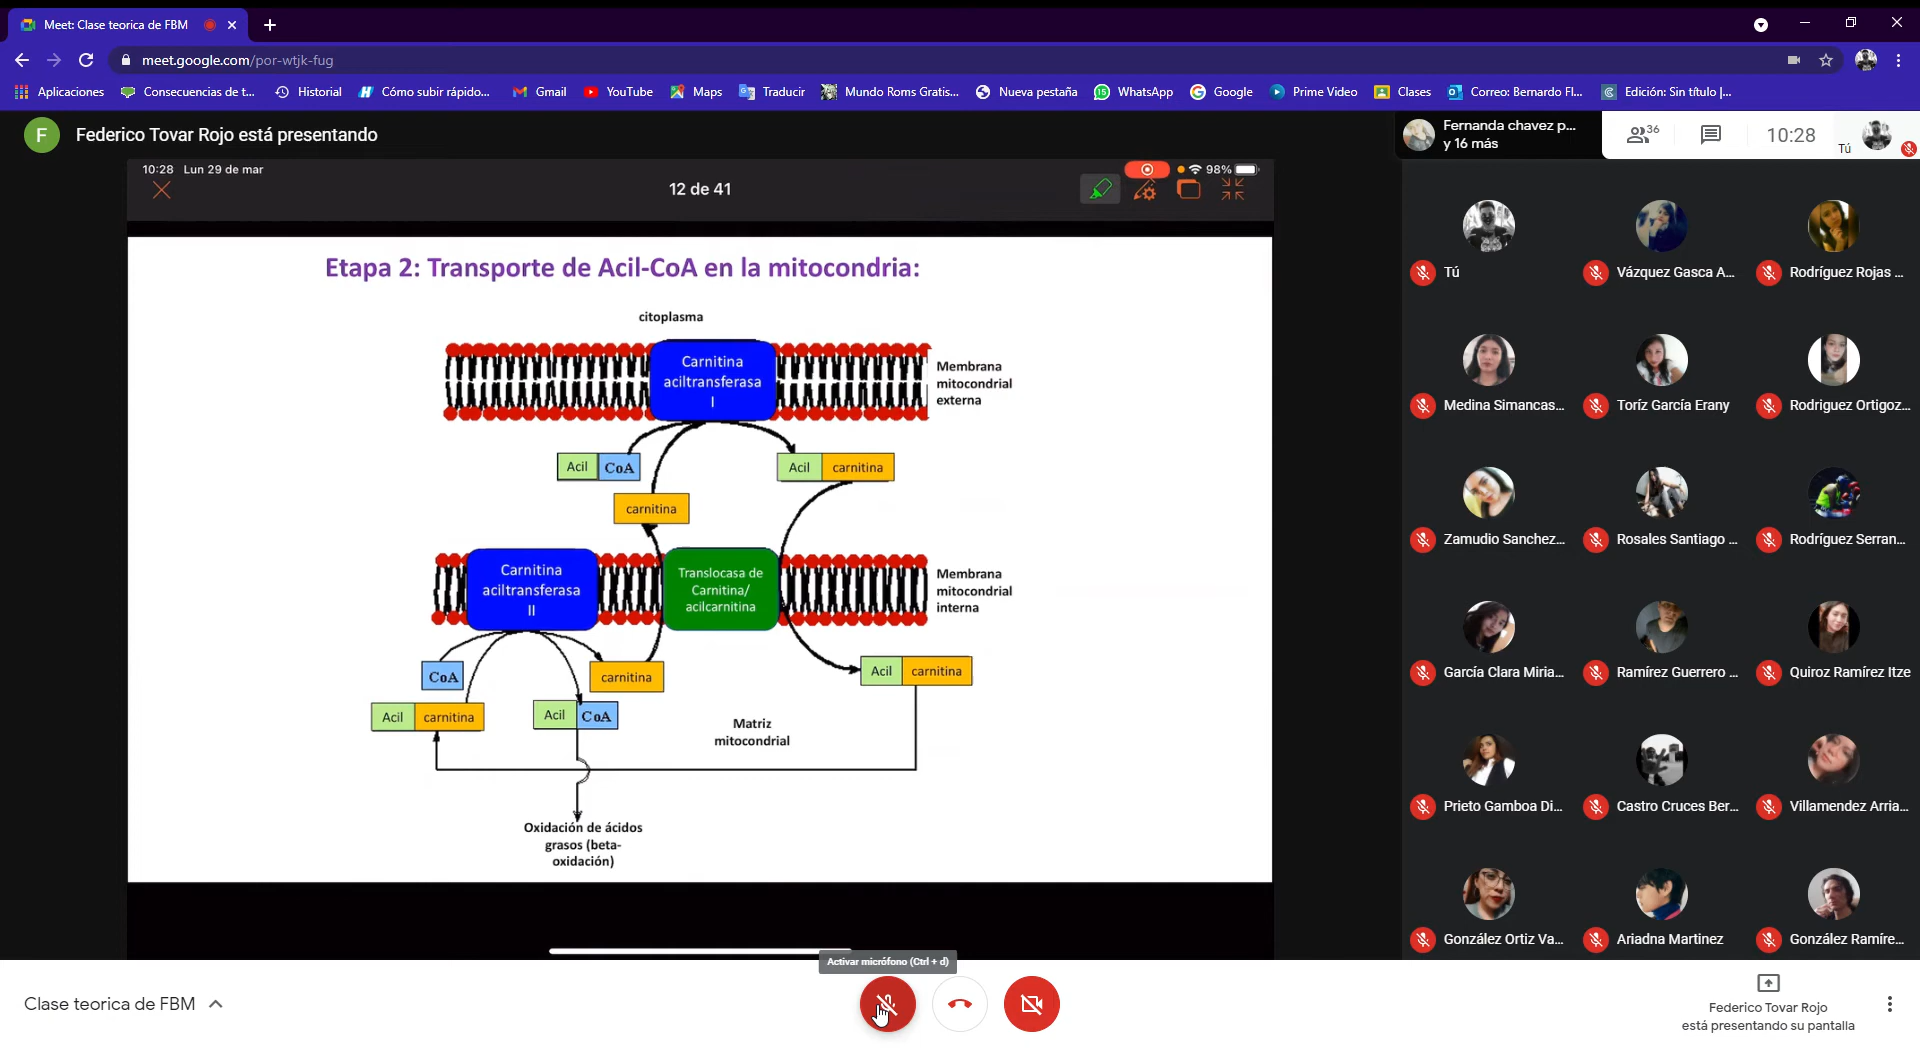 Meet: Clase teorica de FBM
meet.google.com/por-wtjk-fug
Aplicaciones
Consecuencias de t...
Historial
Cómo subir rápido...
Gmail
YouTube
Maps
Traducir
Mundo Roms Gratis...
Nueva pestaña
WhatsApp
Google
Prime Video
Clases
Correo: Bernardo Fl...
Edición: Sin título |...
F
Federico Tovar Rojo está presentando
Fernanda chavez p...
y 16 más
36
10:28
Tú
10:28 Lun 29 de mar
98%
12 de 41
Etapa 2: Transporte de Acil-CoA en la mitocondria:
citoplasma
Carnitina
aciltransferasa
I
Membrana
mitocondrial
externa
Acil CoA
Acil carnitina
carnitina
Carnitina
aciltransferasa
II
Translocasa de
Carnitina/
acilcarnitina
Membrana
mitocondrial
interna
CoA
carnitina
Acil carnitina
Acil carnitina
Acil CoA
Matriz
mitocondrial
Oxidación de ácidos
grasos (beta-
oxidación)
Tú
Vázquez Gasca A...
Rodríguez Rojas ...
Medina Simancas...
Toríz García Erany
Rodriguez Ortigoz...
Zamudio Sanchez...
Rosales Santiago ...
Rodríguez Serran...
García Clara Miria...
Ramírez Guerrero ...
Quiroz Ramírez Itze
Prieto Gamboa Di...
Castro Cruces Ber...
Villamendez Arria...
González Ortiz Va...
Ariadna Martinez
González Ramíre...
Activar micrófono (Ctrl + d)
Clase teorica de FBM
Federico Tovar Rojo
está presentando su pantalla